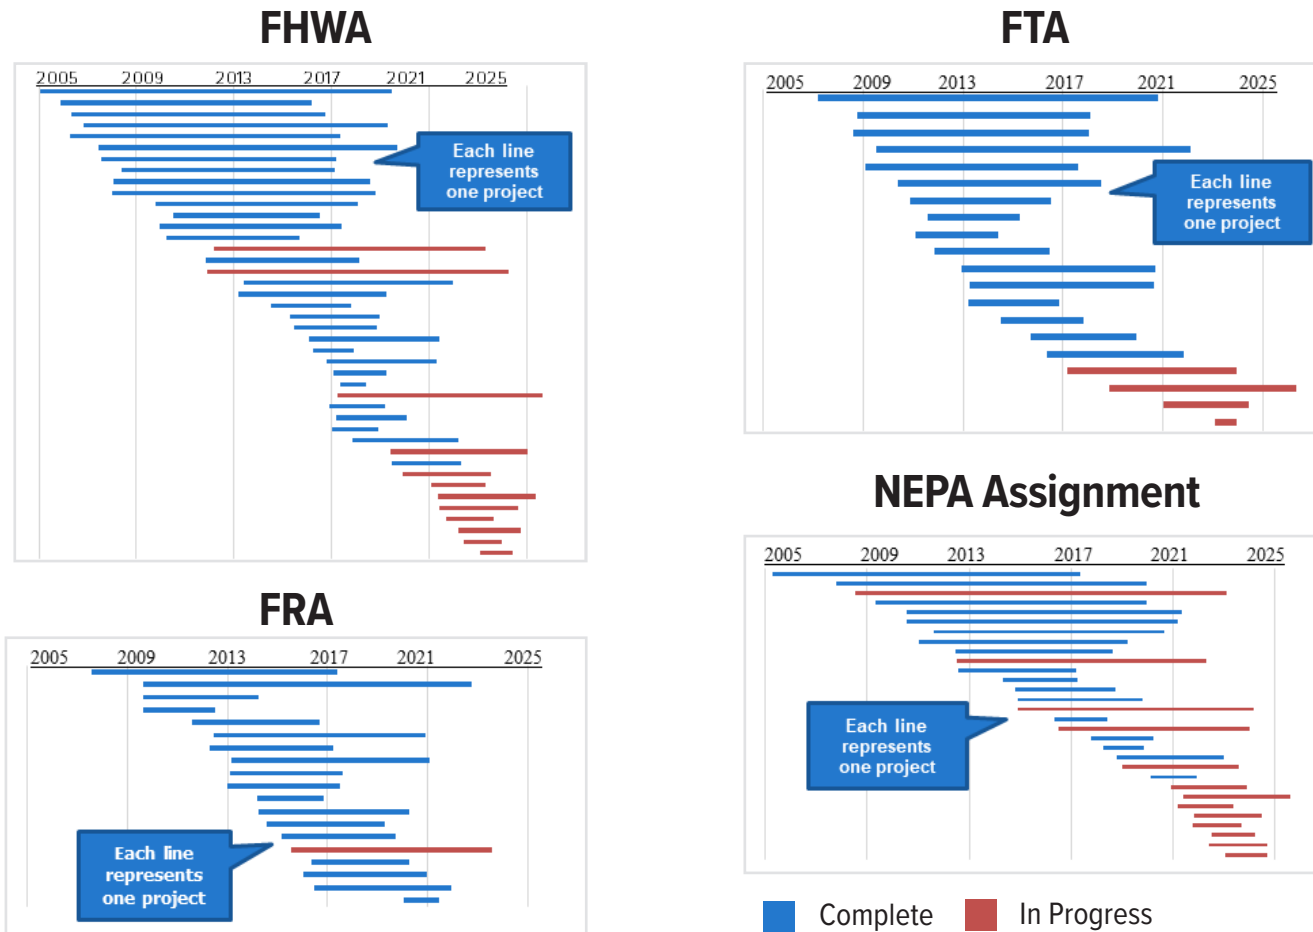 FHWA
2005 2009 2013 2017 2021 2025
Each line
represents
one project
FTA
2005 2009 2013 2017 2021 2025
Each line
represents
one project
FRA
2005 2009 2013 2017 2021 2025
Each line
represents
one project
NEPA Assignment
2005 2009 2013 2017 2021 2025
Each line
represents
one project
Complete In Progress